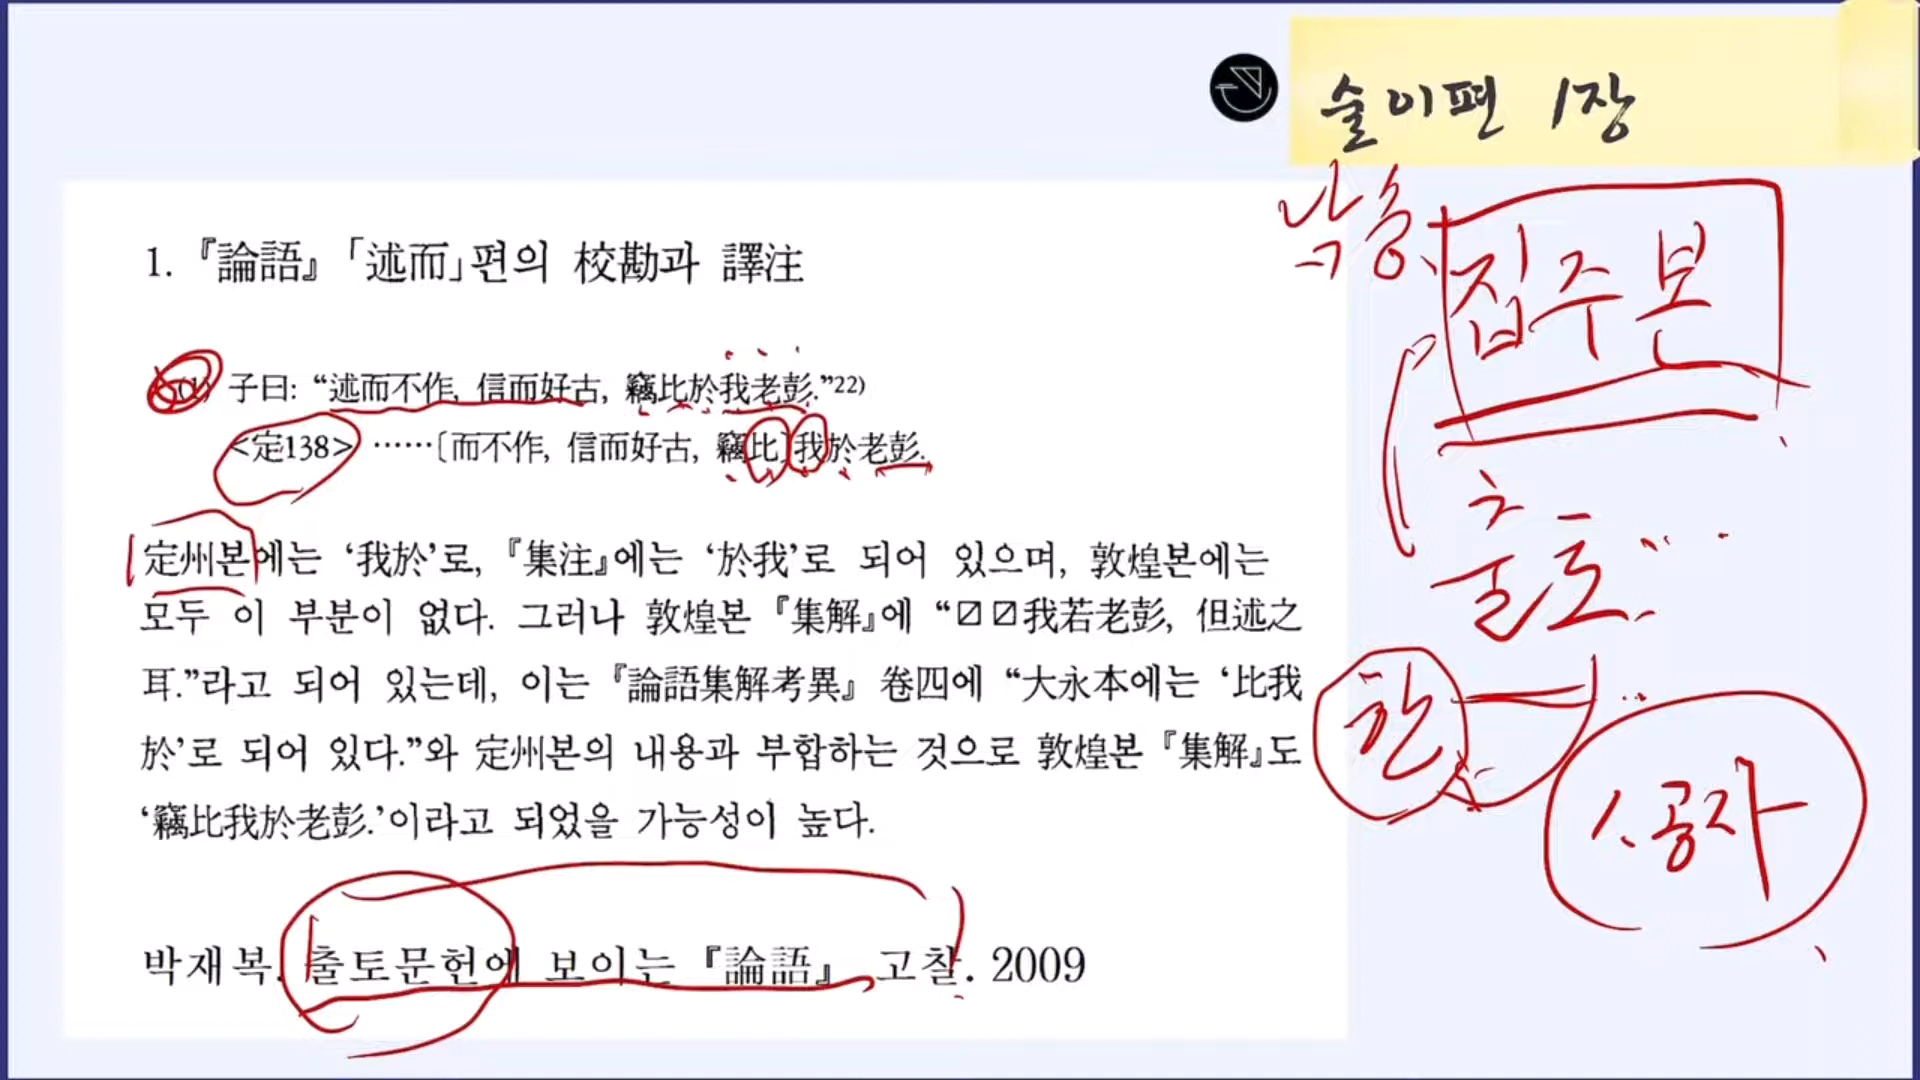 술이편 1장
1. 『論語』「述而」편의 校勘과 譯注
子曰: “述而不作, 信而好古, 竊比於我老彭.”22)
<定138> ……〔而不作, 信而好古, 竊比〕我於老彭.
定州본에는 ‘我於’로, 『集注』에는 ‘於我’로 되어 있으며, 敦煌본에는
모두 이 부분이 없다. 그러나 敦煌본 『集解』에 “〼〼我若老彭, 但述之
耳.”라고 되어 있는데, 이는 『論語集解考異』 卷四에 “大永本에는 ‘比我
於’로 되어 있다.”와 定州본의 내용과 부합하는 것으로 敦煌본 『集解』도
‘竊比我於老彭.’이라고 되었을 가능성이 높다.
박재복. 출토문헌에 보이는 『論語』 고찰. 2009
집주본
출토
한
공자